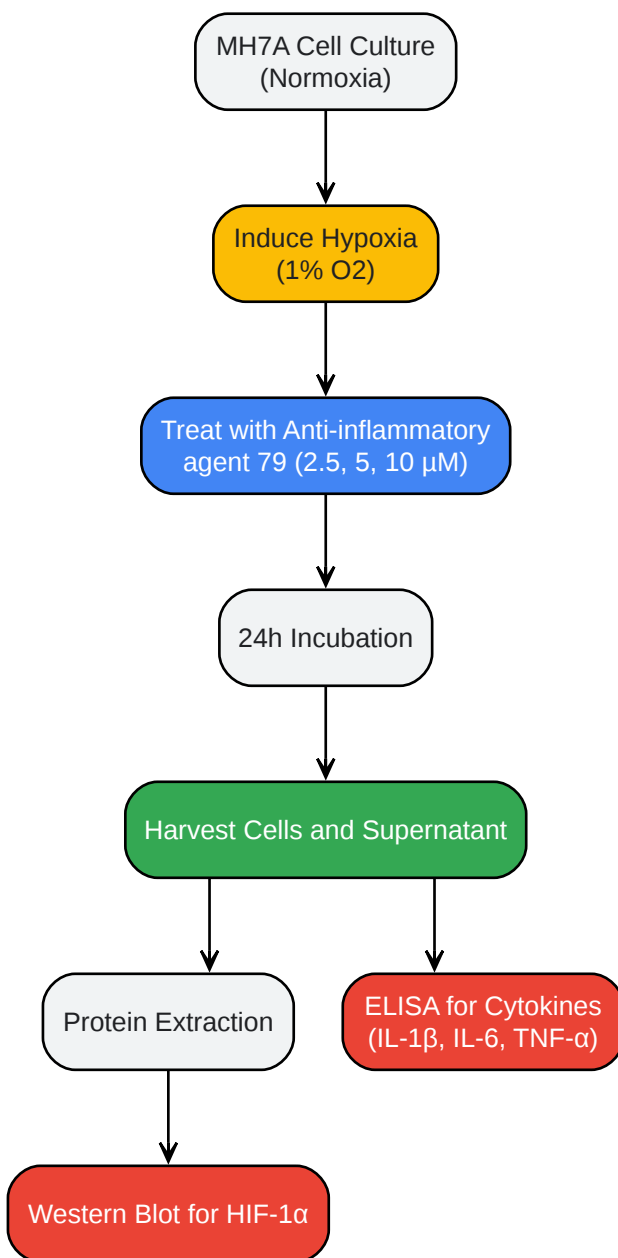 MH7A Cell Culture
(Normoxia)
Induce Hypoxia
(1% O2)
Treat with Anti-inflammatory
agent 79 (2.5, 5, 10 μM)
24h Incubation
Harvest Cells and Supernatant
Protein Extraction
ELISA for Cytokines
(IL-1β, IL-6, TNF-α)
Western Blot for HIF-1α